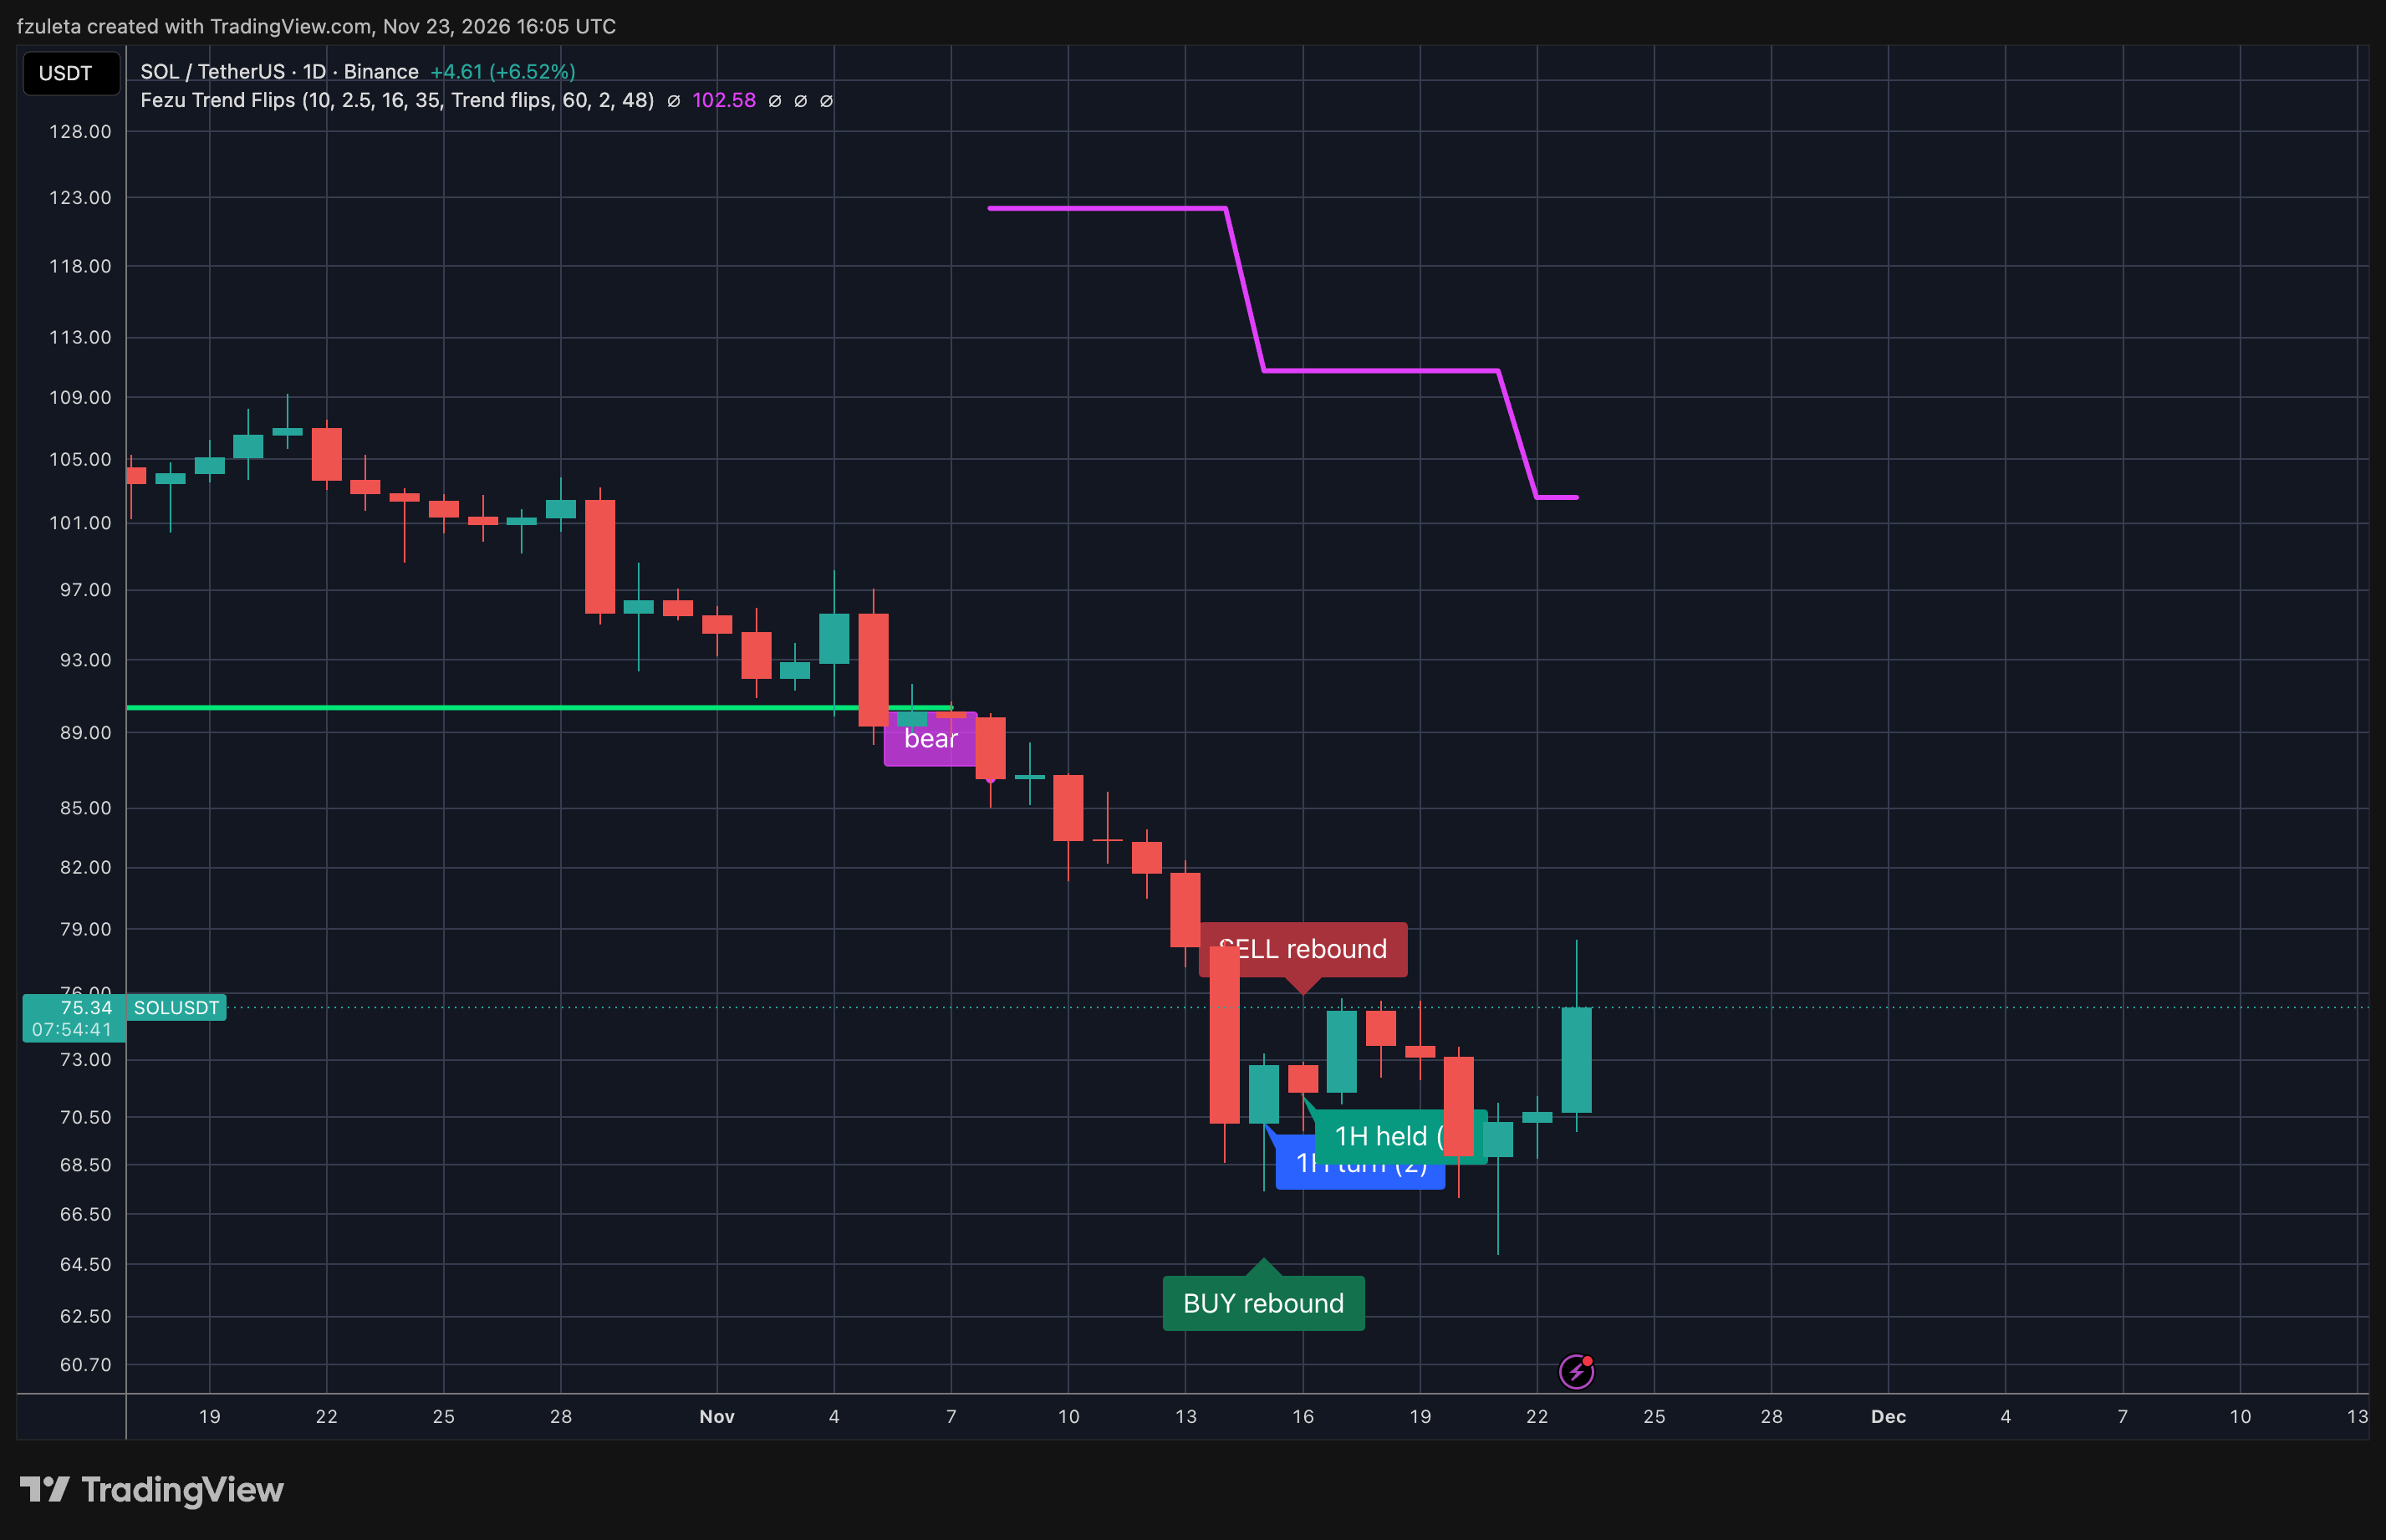 fzuleta created with TradingView.com, Nov 23, 2026 16:05 UTC
USDT
SOL / TetherUS · 1D · Binance +4.61 (+6.52%)
Fezu Trend Flips (10, 2.5, 16, 35, Trend flips, 60, 2, 48) ∅ 102.58 ∅ ∅ ∅
128.00
123.00
118.00
113.00
109.00
105.00
101.00
97.00
93.00
89.00
bear
85.00
82.00
79.00
SELL rebound
76.00
75.34 SOLUSDT
07:54:41
73.00
70.50
1H held (
1H turn (2)
68.50
66.50
64.50
BUY rebound
62.50
60.70
19 22 25 28 Nov 4 7 10 13 16 19 22 25 28 Dec 4 7 10 13
TradingView